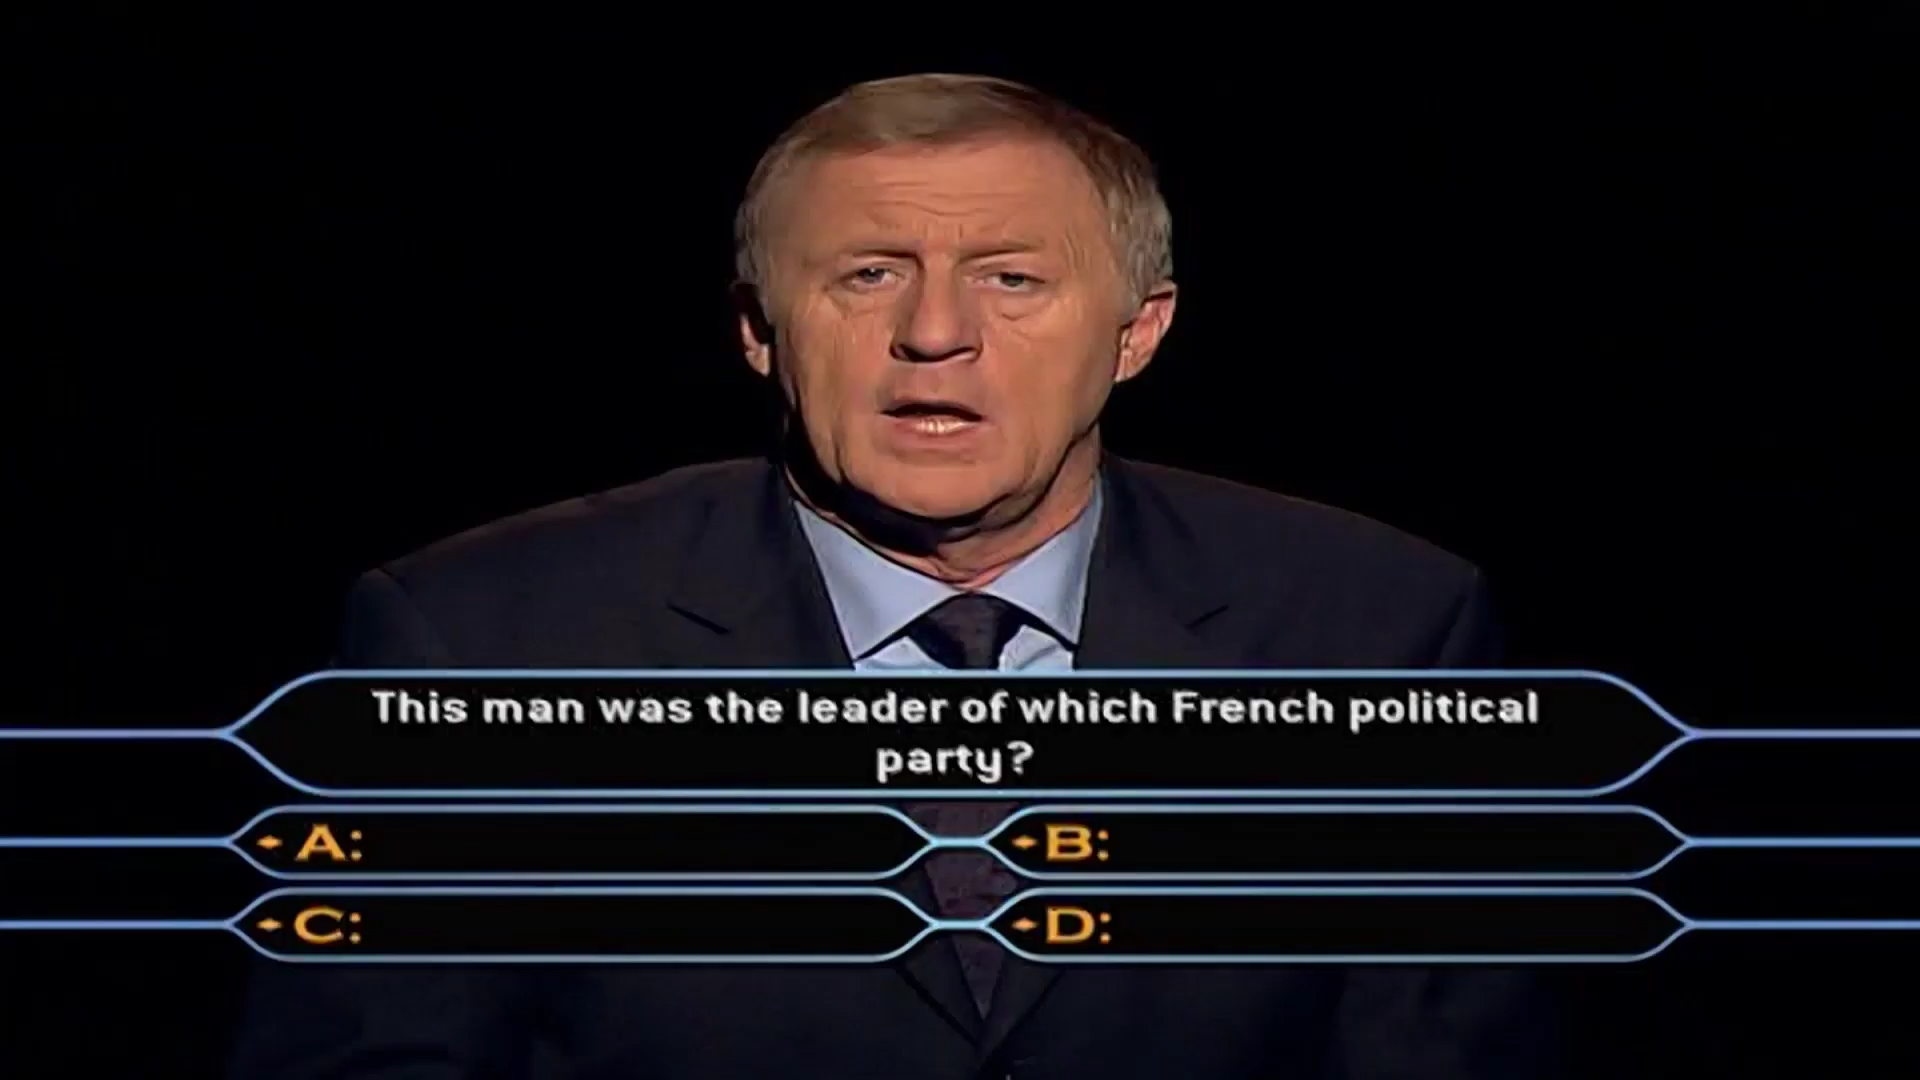 This man was the leader of which French political
party?
A:
B:
C:
D: